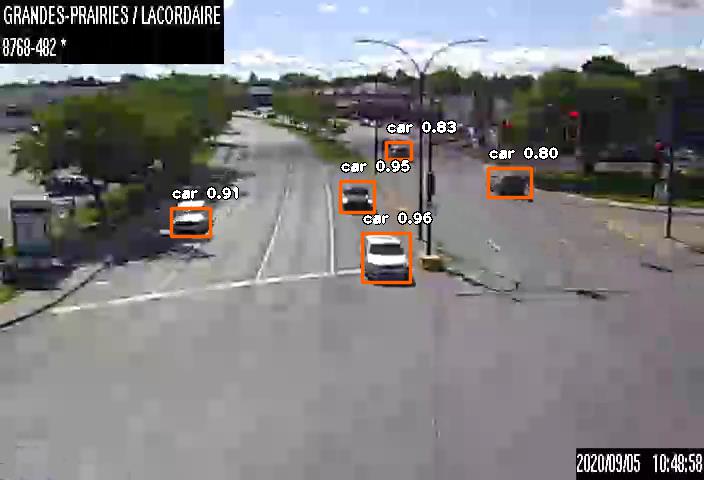 GRANDES-PRAIRIES / LACORDAIRE
8768-482 *
car 0.83
car 0.80
car 0.95
car 0.91
car 0.96
2020/09/05 10:48:58